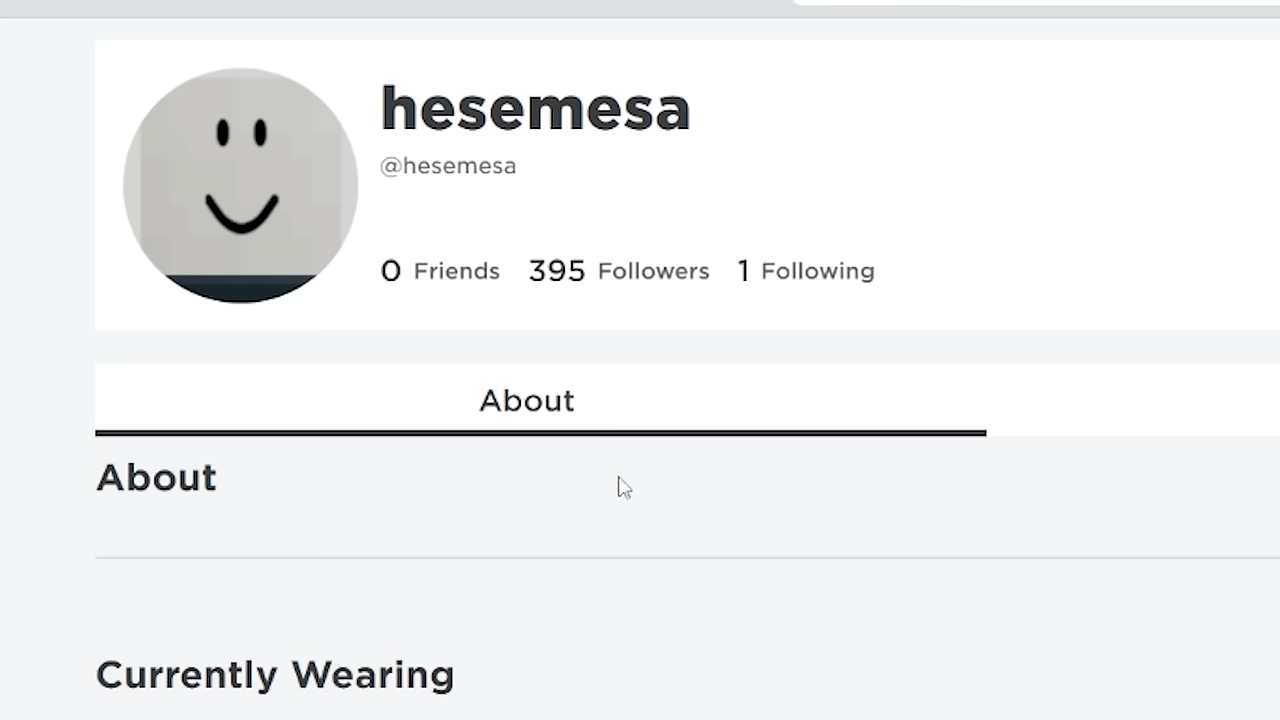 hesemesa
@hesemesa
0 Friends 395 Followers 1 Following
About
About
Currently Wearing